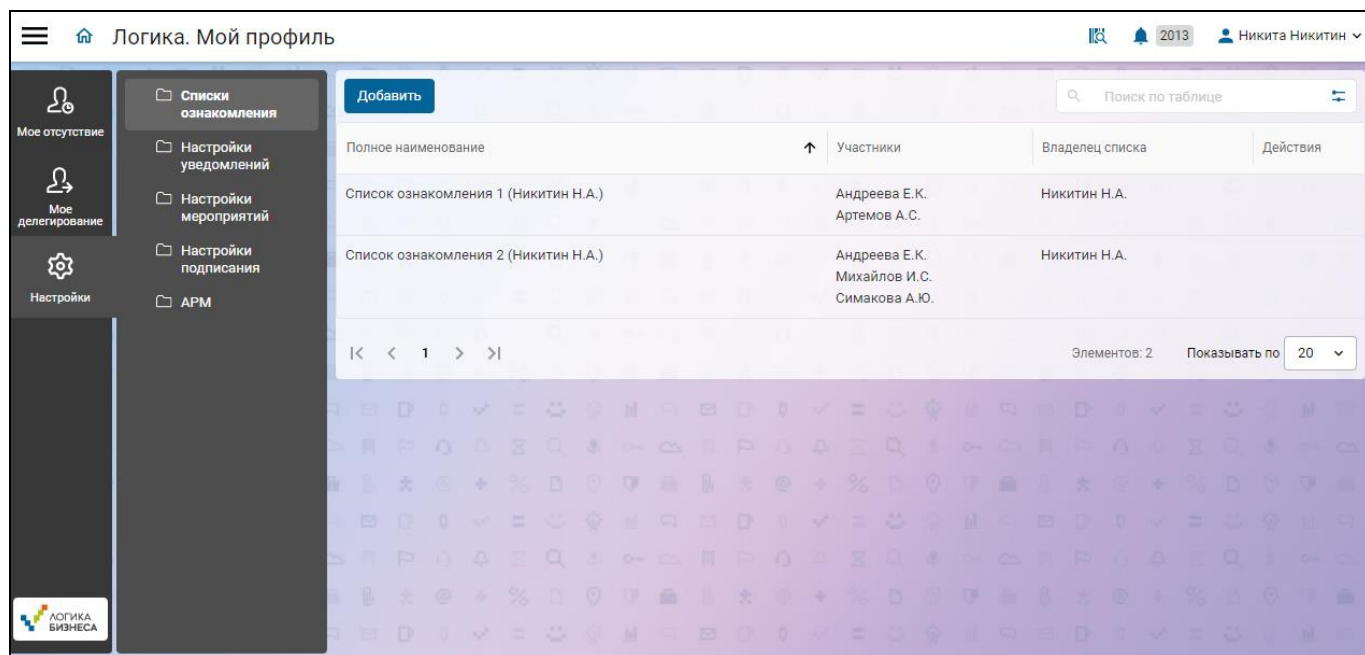 Логика. Мой профиль
2013
Никита Никитин
Мое отсутствие
Мое
делегирование
Настройки
Списки
ознакомления
Настройки
уведомлений
Настройки
мероприятий
Настройки
подписания
АРМ
Добавить
Поиск по таблице
Полное наименование
Участники
Владелец списка
Действия
Список ознакомления 1 (Никитин Н.А.)
Андреева Е.К.
Артемов А.С.
Никитин Н.А.
Список ознакомления 2 (Никитин Н.А.)
Андреева Е.К.
Михайлов И.С.
Симакова А.Ю.
Никитин Н.А.
1
Элементов: 2
Показывать по
20
ЛОГИКА
БИЗНЕСА